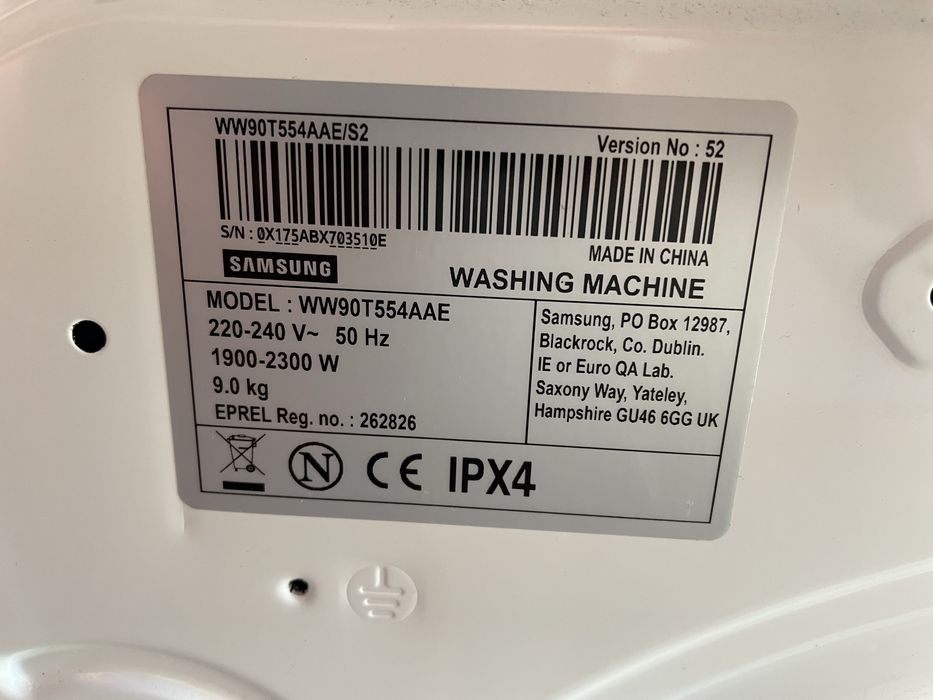 WW90T554AAE/S2
Version No : 52
S/N : 0X175ABX703510E
MADE IN CHINA
SAMSUNG
WASHING MACHINE
MODEL : WW90T554AAE
220-240 V~ 50 Hz
1900-2300 W
9.0 kg
EPREL Reg. no. : 262826
Samsung, PO Box 12987,
Blackrock, Co. Dublin.
IE or Euro QA Lab.
Saxony Way, Yateley,
Hampshire GU46 6GG UK
N CE IPX4